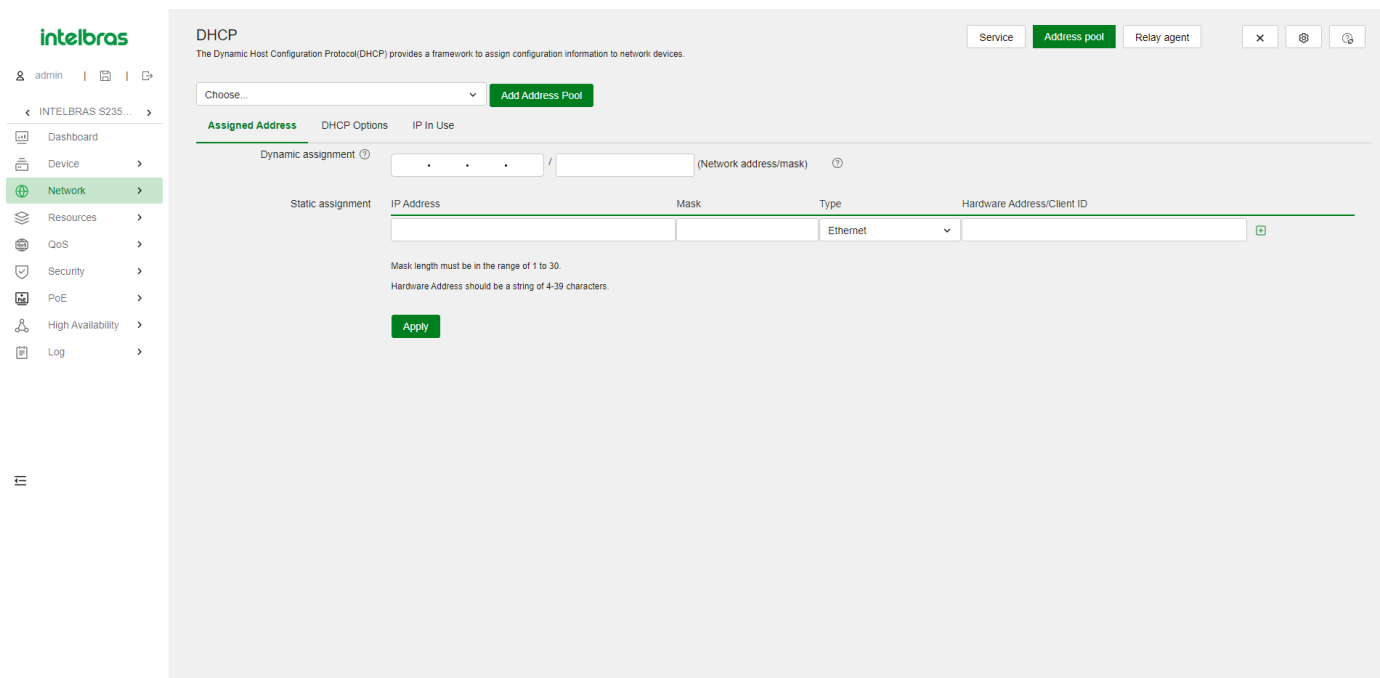 intelbras
admin | |
INTELBRAS S235...
Dashboard
Device
Network
Resources
QoS
Security
PoE
High Availability
Log
DHCP
The Dynamic Host Configuration Protocol(DHCP) provides a framework to assign configuration information to network devices.
Service Address pool Relay agent
Choose... Add Address Pool
Assigned Address DHCP Options IP In Use
Dynamic assignment . . . / (Network address/mask)
Static assignment IP Address Mask Type Hardware Address/Client ID
Ethernet
Mask length must be in the range of 1 to 30.
Hardware Address should be a string of 4-39 characters.
Apply